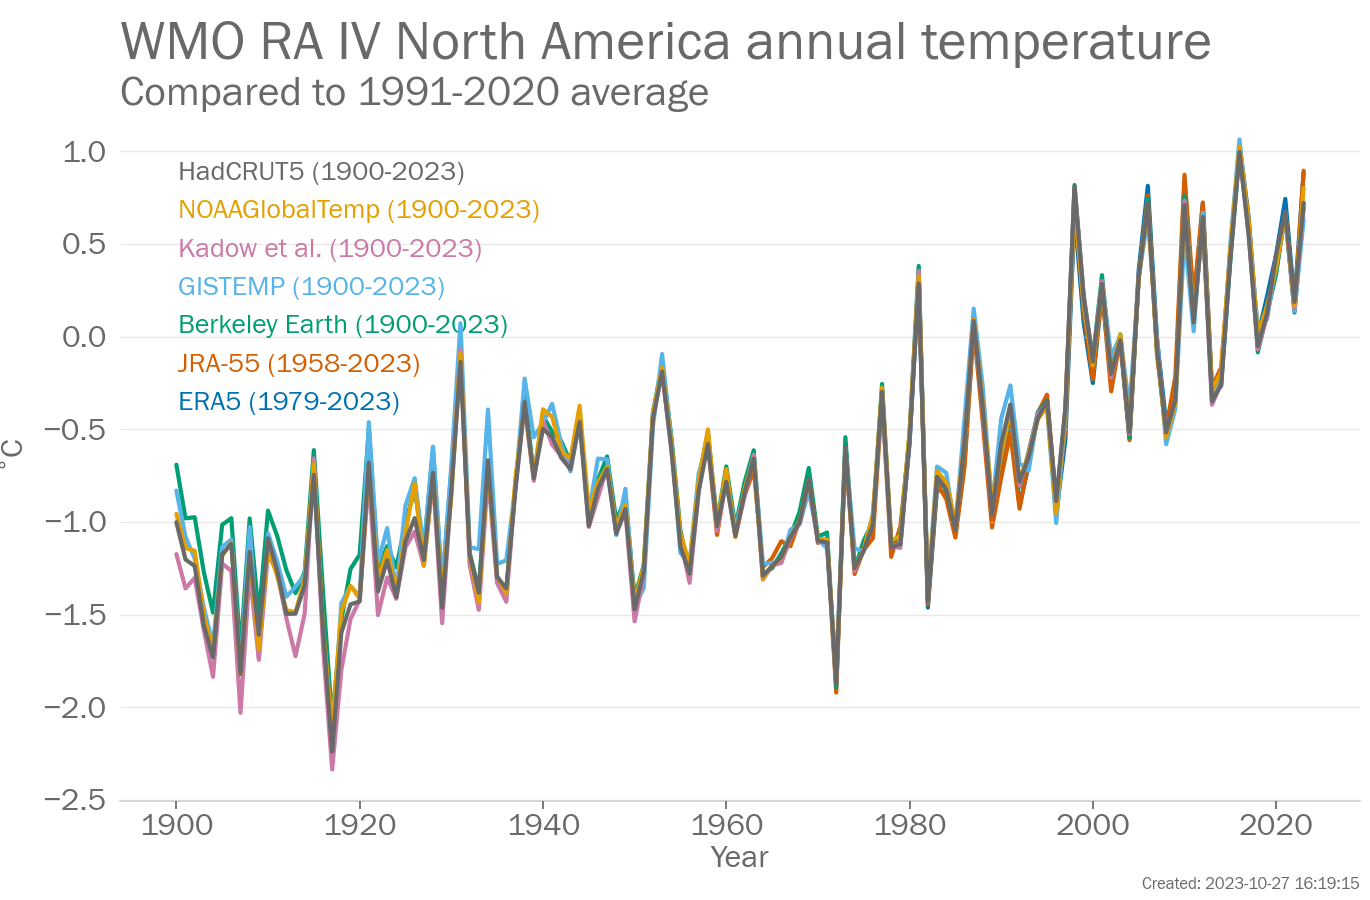 WMO RA IV North America annual temperature
Compared to 1991-2020 average
1.0
0.5
0.0
−0.5
−1.0
−1.5
−2.0
−2.5
°C
HadCRUT5 (1900-2023)
NOAAGlobalTemp (1900-2023)
Kadow et al. (1900-2023)
GISTEMP (1900-2023)
Berkeley Earth (1900-2023)
JRA-55 (1958-2023)
ERA5 (1979-2023)
1900 1920 1940 1960 1980 2000 2020
Year
Created: 2023-10-27 16:19:15